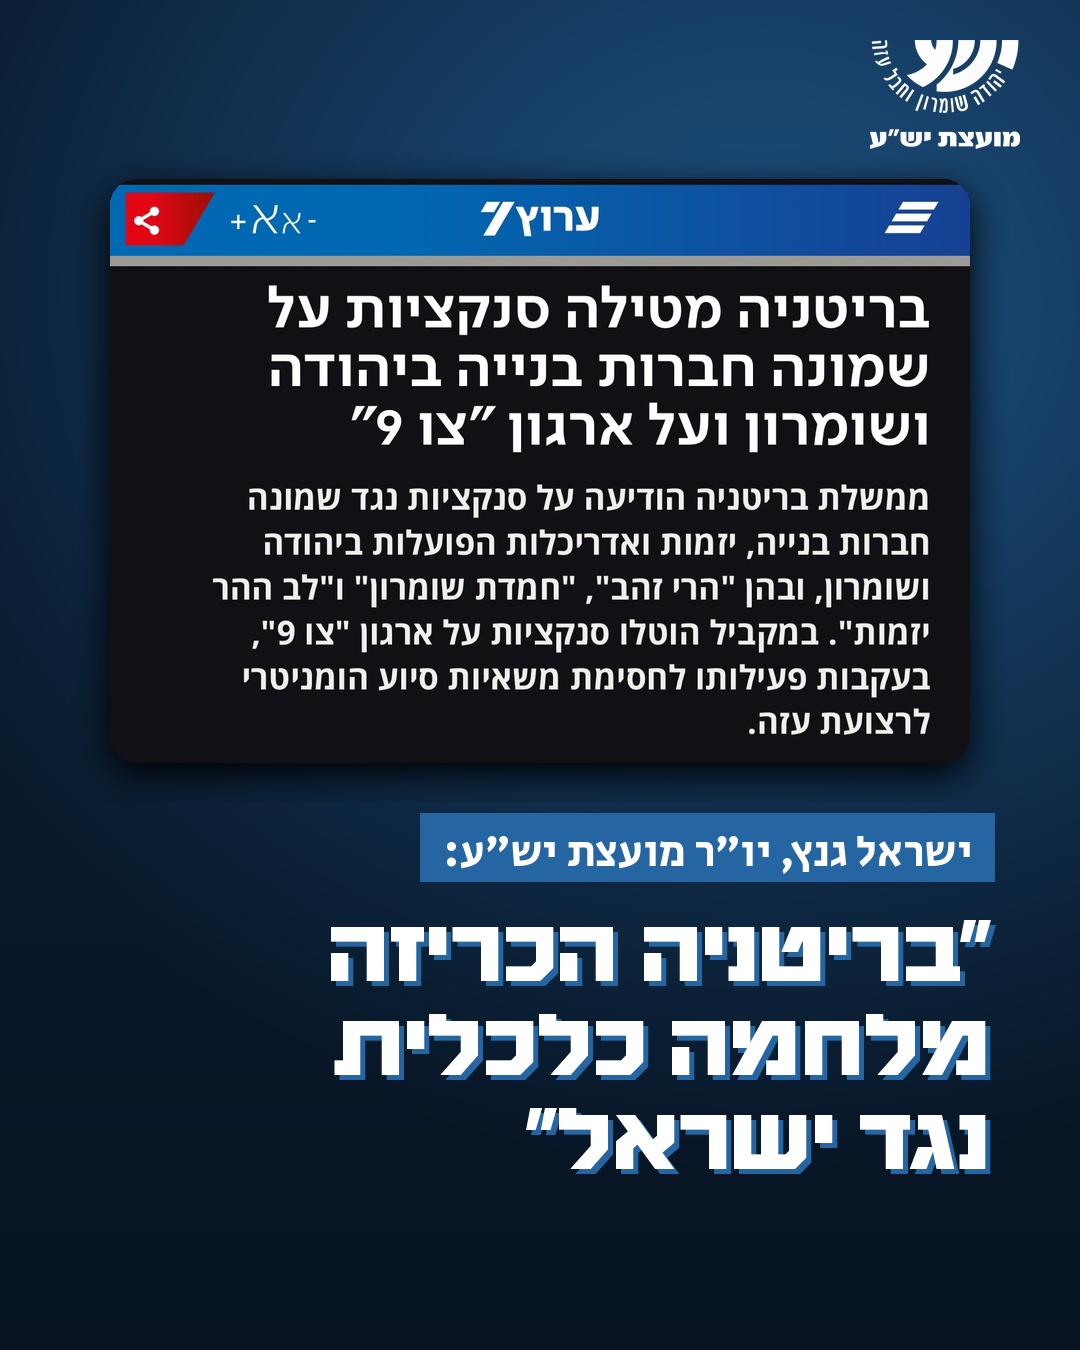 ישע
יהודה שומרון וחבל עזה
מועצת יש"ע
ערוץ 7
+אא-
בריטניה מטילה סנקציות על
שמונה חברות בנייה ביהודה
ושומרון ועל ארגון "צו 9"
ממשלת בריטניה הודיעה על סנקציות נגד שמונה
חברות בנייה, יזמות ואדריכלות הפועלות ביהודה
ושומרון, ובהן "הרי זהב", "חמדת שומרון" ו"לב ההר
יזמות". במקביל הוטלו סנקציות על ארגון "צו 9",
בעקבות פעילותו לחסימת משאיות סיוע הומניטרי
לרצועת עזה.
ישראל גנץ, יו"ר מועצת יש"ע:
"בריטניה הכריזה
מלחמה כלכלית
נגד ישראל"